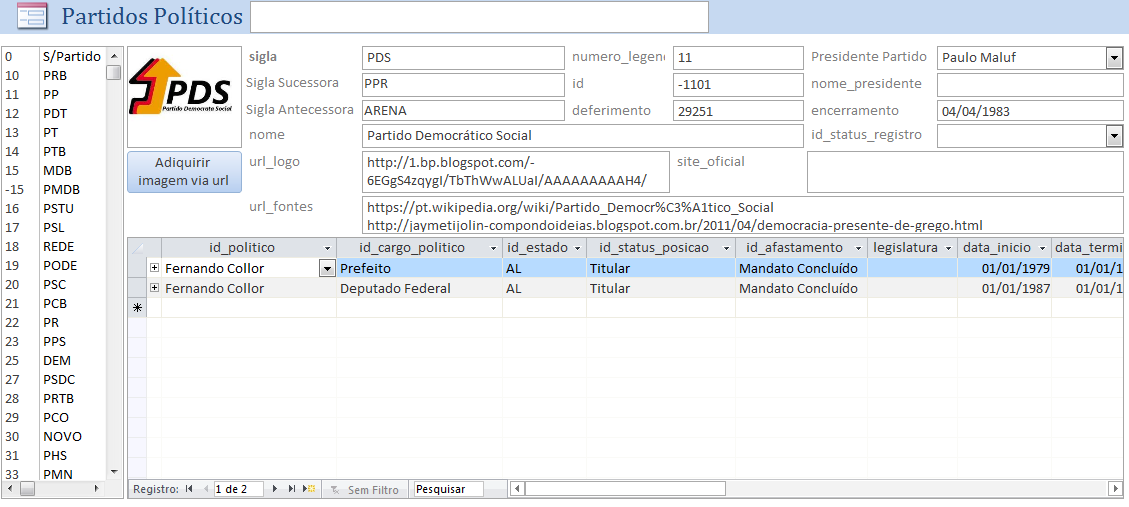 Partidos Políticos
0 S/Partido
10 PRB
11 PP
12 PDT
13 PT
14 PTB
15 MDB
-15 PMDB
16 PSTU
17 PSL
18 REDE
19 PODE
20 PSC
21 PCB
22 PR
23 PPS
25 DEM
27 PSDC
28 PRTB
29 PCO
30 NOVO
31 PHS
33 PMN
PDS
Partido Democrata Social
Adiquirir
imagem via url
sigla PDS numero_legen 11 Presidente Partido Paulo Maluf
Sigla Sucessora PPR id -1101 nome_presidente
Sigla Antecessora ARENA deferimento 29251 encerramento 04/04/1983
nome Partido Democrático Social id_status_registro
url_logo http://1.bp.blogspot.com/- site_oficial
6EGgS4zqygI/TbThWwALUaI/AAAAAAAAAH4/
url_fontes https://pt.wikipedia.org/wiki/Partido_Democr%C3%A1tico_Social
http://jaymetijolin-compondoideias.blogspot.com.br/2011/04/democracia-presente-de-grego.html
id_politico id_cargo_politico id_estado id_status_posicao id_afastamento legislatura data_inicio data_termi
Fernando Collor Prefeito AL Titular Mandato Concluído 01/01/1979 01/01/1
Fernando Collor Deputado Federal AL Titular Mandato Concluído 01/01/1987 01/01/1
Registro: 1 de 2 Sem Filtro Pesquisar